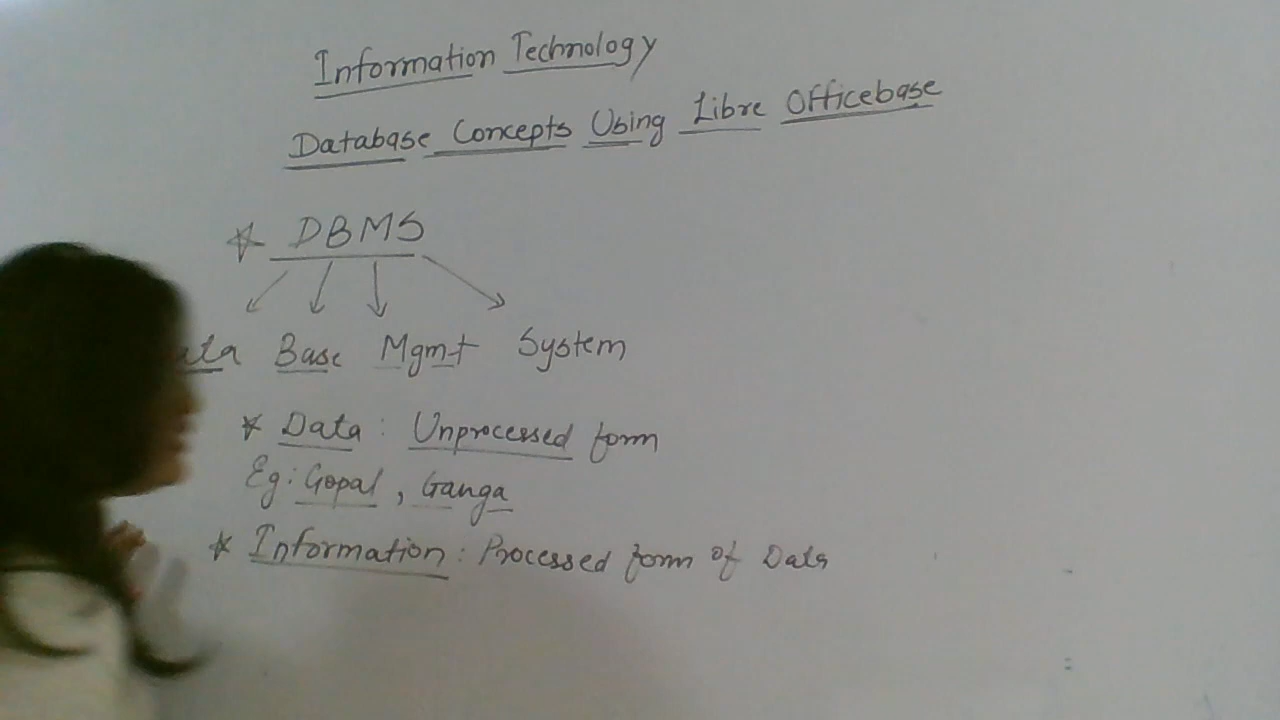 Information Technology
Database Concepts Using Libre Officebase
* DBMS
ata Base Mgmt System
* Data : Unprocessed form
Eg: Gopal, Ganga
* Information : Processed form of Data